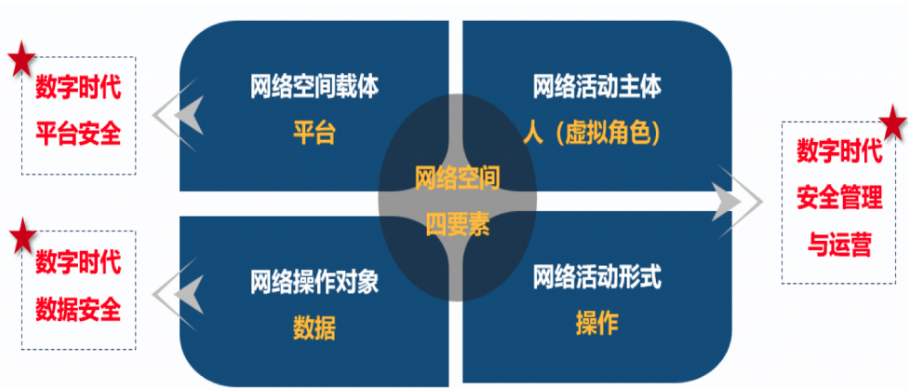 数字时代
平台安全
网络空间载体
平台
网络活动主体
人（虚拟角色）
网络空间
四要素
数字时代
安全管理
与运营
数字时代
数据安全
网络操作对象
数据
网络活动形式
操作